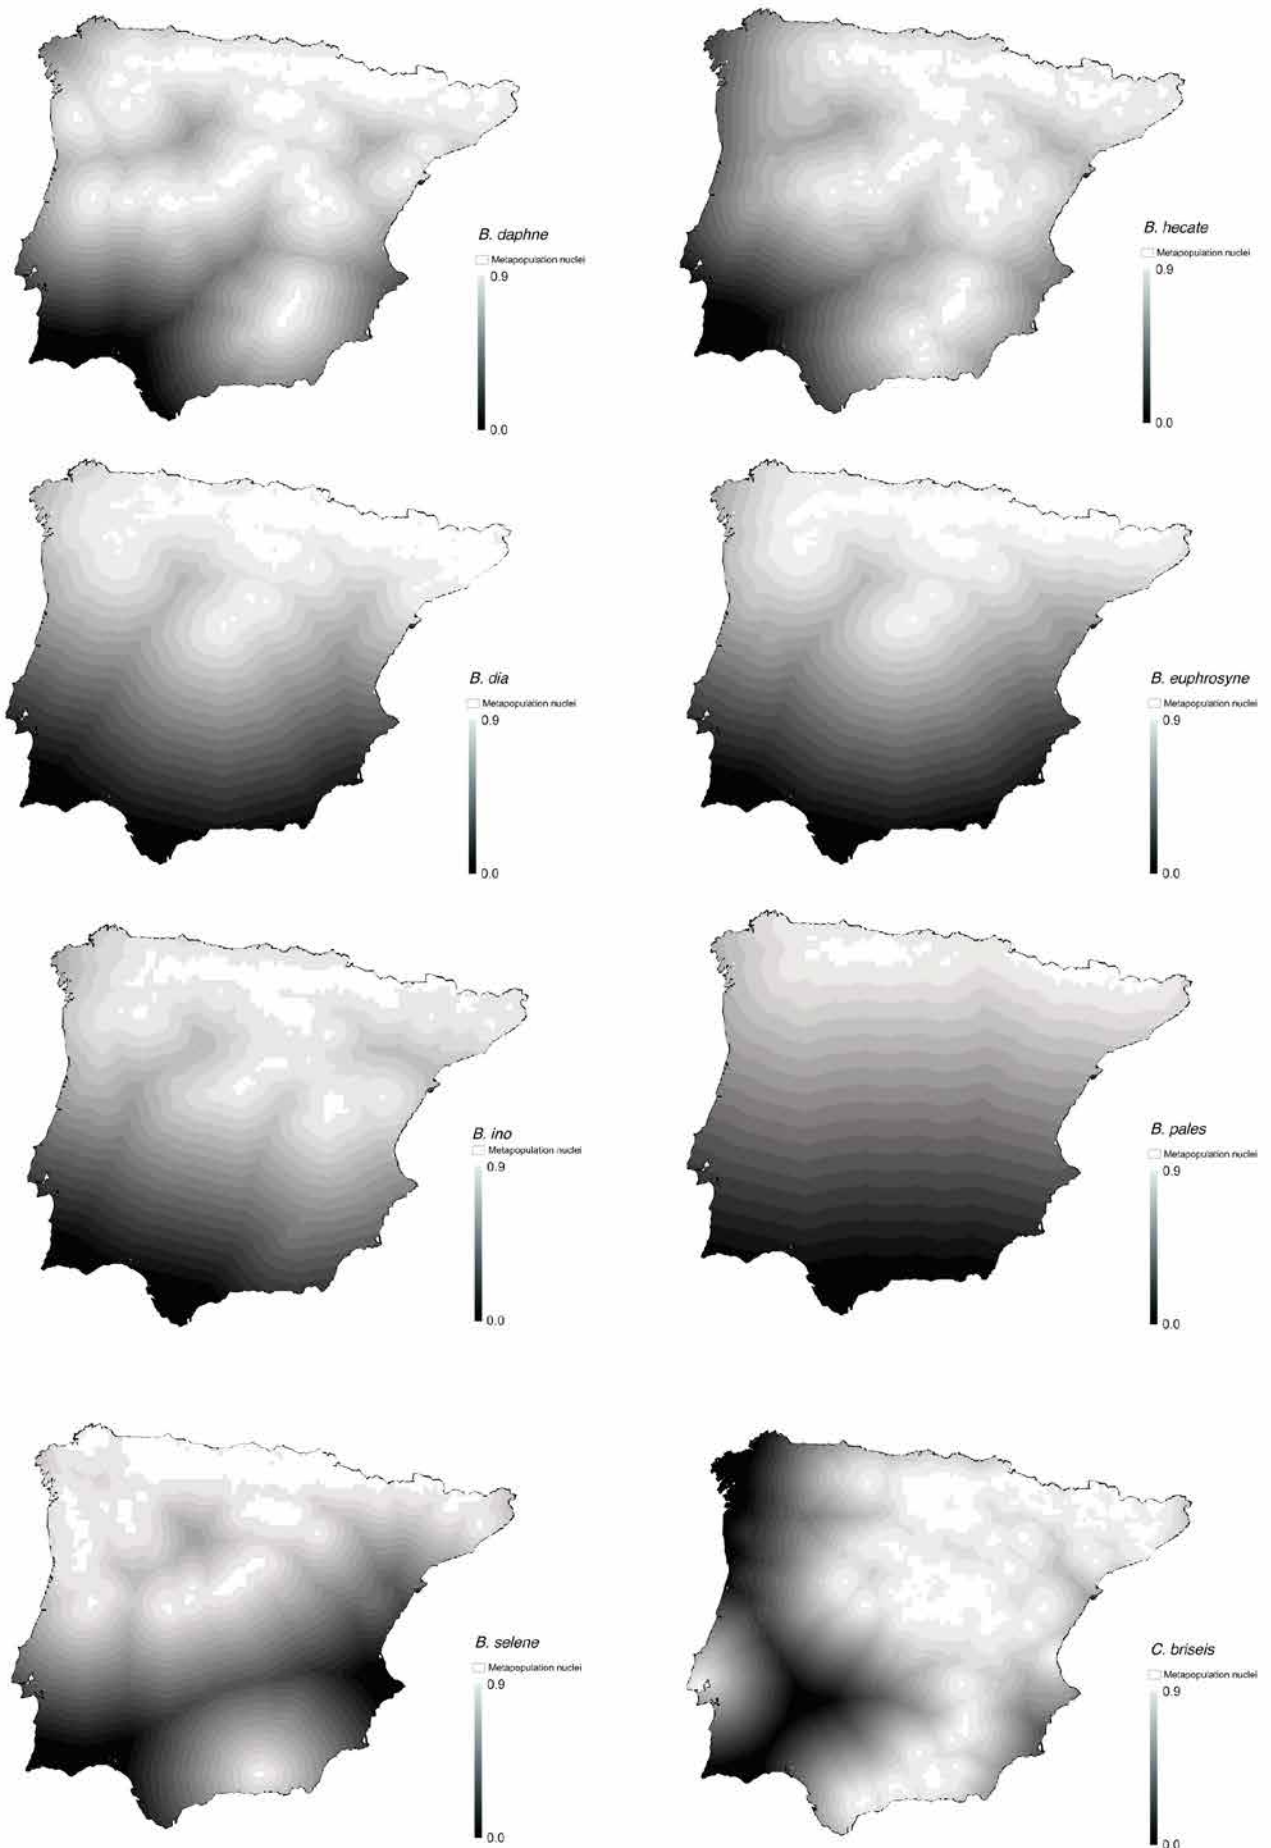 B. daphne
Metapopulation nuclei
0.9
0.0
B. hecate
Metapopulation nuclei
0.9
0.0
B. dia
Metapopulation nuclei
0.9
0.0
B. euphrosyne
Metapopulation nuclei
0.9
0.0
B. ino
Metapopulation nuclei
0.9
0.0
B. pales
Metapopulation nuclei
0.9
0.0
B. selene
Metapopulation nuclei
0.9
0.0
C. briseis
Metapopulation nuclei
0.9
0.0